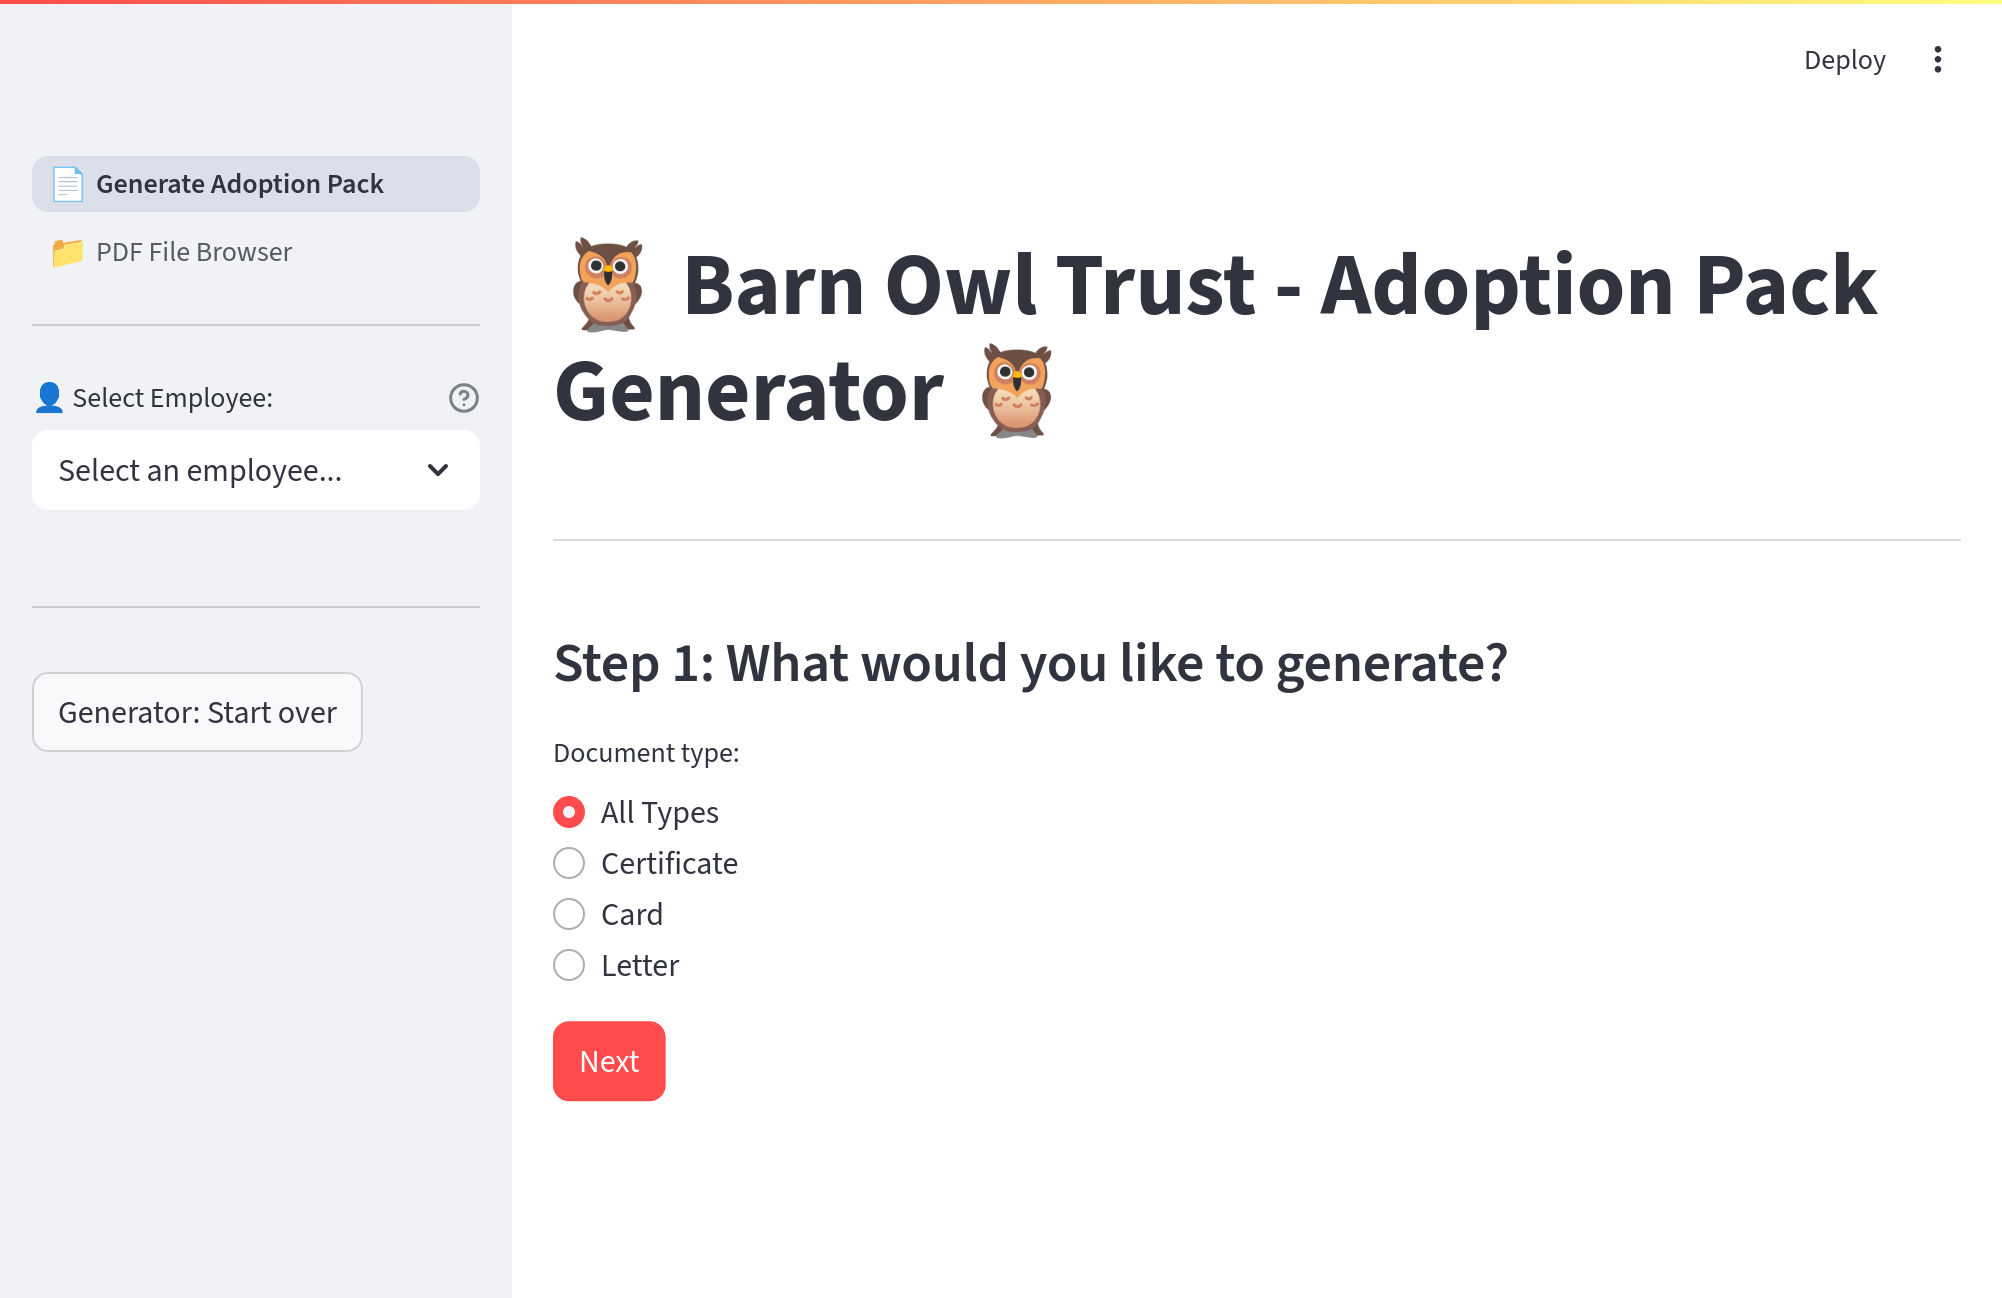 Deploy
📄 Generate Adoption Pack
📁 PDF File Browser
👤 Select Employee:
Select an employee...
Generator: Start over
🦉 Barn Owl Trust - Adoption Pack
Generator 🦉
Step 1: What would you like to generate?
Document type:
All Types
Certificate
Card
Letter
Next